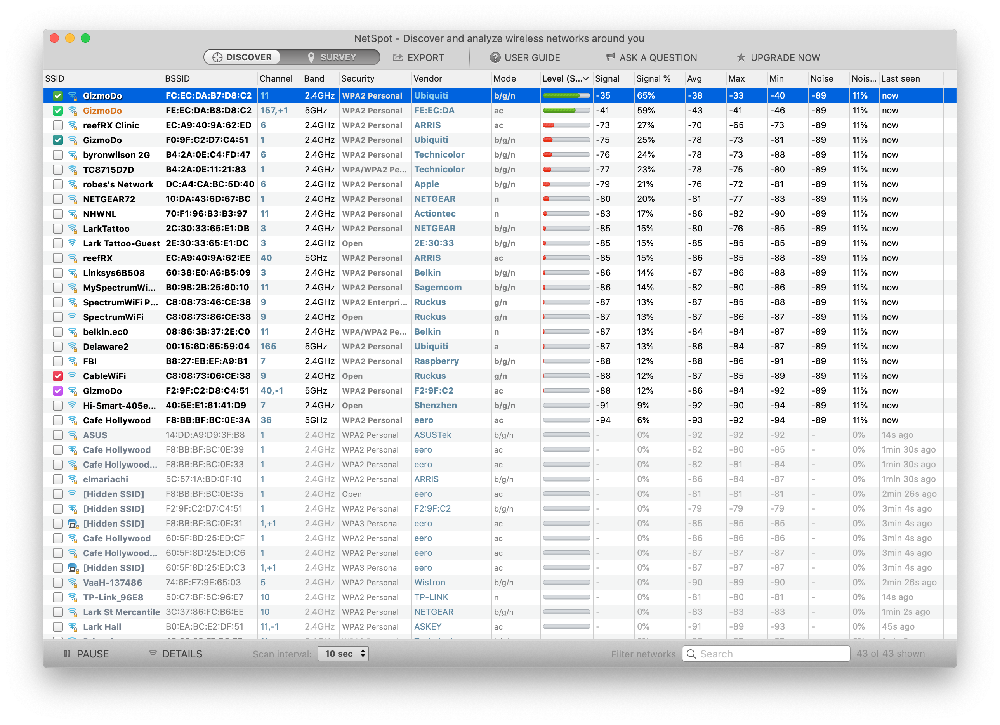 NetSpot - Discover and analyze wireless networks around you
DISCOVER SURVEY EXPORT USER GUIDE ASK A QUESTION UPGRADE NOW
SSID BSSID Channel Band Security Vendor Mode Level (S... Signal Signal % Avg Max Min Noise Nois... Last seen
GizmoDo FC:EC:DA:B7:D8:C2 11 2.4GHz WPA2 Personal Ubiquiti b/g/n -35 65% -38 -33 -40 -89 11% now
GizmoDo FE:EC:DA:B8:D8:C2 157,+1 5GHz WPA2 Personal FE:EC:DA ac -41 59% -43 -41 -46 -89 11% now
reefRX Clinic EC:A9:40:9A:62:ED 6 2.4GHz WPA2 Personal ARRIS ac -73 27% -70 -65 -73 -89 11% now
GizmoDo F0:9F:C2:D7:C4:51 1 2.4GHz WPA2 Personal Ubiquiti b/g/n -75 25% -78 -73 -81 -89 11% now
byronwilson 2G B4:2A:0E:C4:FD:47 6 2.4GHz WPA2 Personal Technicolor b/g/n -76 24% -78 -73 -88 -89 11% now
TC8715D7D B4:2A:0E:11:21:83 1 2.4GHz WPA/WPA2 Pe... Technicolor b/g/n -77 23% -78 -75 -80 -89 11% now
robes's Network DC:A4:CA:BC:5D:40 6 2.4GHz WPA2 Personal Apple b/g/n -79 21% -76 -72 -81 -89 11% now
NETGEAR72 10:DA:43:6D:67:BC 1 2.4GHz WPA2 Personal NETGEAR n -80 20% -81 -77 -83 -89 11% now
NHWNL 70:F1:96:B3:B3:97 11 2.4GHz WPA2 Personal Actiontec n -83 17% -86 -82 -90 -89 11% now
LarkTattoo 2C:30:33:65:E1:DB 3 2.4GHz WPA2 Personal NETGEAR b/g/n -85 15% -80 -76 -85 -89 11% now
Lark Tattoo-Guest 2E:30:33:65:E1:DC 3 2.4GHz Open 2E:30:33 b/g/n -85 15% -85 -85 -85 -89 11% now
reefRX EC:A9:40:9A:62:EE 40 5GHz WPA2 Personal ARRIS ac -85 15% -86 -85 -88 -89 11% now
Linksys6B508 60:38:E0:A6:B5:09 3 2.4GHz WPA2 Personal Belkin b/g/n -86 14% -87 -86 -88 -89 11% now
MySpectrumWi... B0:98:2B:25:60:10 11 2.4GHz WPA2 Personal Sagemcom b/g/n -86 14% -82 -80 -86 -89 11% now
SpectrumWiFi P... C8:08:73:46:CE:38 9 2.4GHz WPA2 Enterpri... Ruckus g/n -87 13% -87 -85 -88 -89 11% now
SpectrumWiFi C8:08:73:86:CE:38 9 2.4GHz Open Ruckus g/n -87 13% -87 -86 -87 -89 11% now
belkin.ec0 08:86:3B:37:2E:C0 11 2.4GHz WPA/WPA2 Pe... Belkin n -87 13% -84 -84 -87 -89 11% now
Delaware2 00:15:6D:65:59:04 165 5GHz WPA2 Personal Ubiquiti a -87 13% -86 -84 -87 -89 11% now
FBI B8:27:EB:EF:A9:B1 7 2.4GHz WPA2 Personal Raspberry b/g/n -88 12% -88 -86 -91 -89 11% now
CableWiFi C8:08:73:06:CE:38 9 2.4GHz Open Ruckus g/n -88 12% -87 -85 -89 -89 11% now
GizmoDo F2:9F:C2:D8:C4:51 40,-1 5GHz WPA2 Personal F2:9F:C2 ac -88 12% -86 -84 -92 -89 11% now
Hi-Smart-405e... 40:5E:E1:61:41:D9 7 2.4GHz Open Shenzhen b/g/n -91 9% -92 -90 -94 -89 11% now
Cafe Hollywood F8:BB:BF:BC:0E:3A 36 5GHz WPA2 Personal eero ac -94 6% -93 -92 -94 -89 11% now
ASUS 14:DD:A9:D9:3F:B8 1 2.4GHz WPA2 Personal ASUSTek b/g/n - 0% -92 -92 -92 - 0% 14s ago
Cafe Hollywood F8:BB:BF:BC:0E:39 1 2.4GHz WPA2 Personal eero ac - 0% -82 -80 -85 - 0% 1min 30s ago
Cafe Hollywood... F8:BB:BF:BC:0E:33 1 2.4GHz WPA2 Personal eero ac - 0% -82 -81 -84 - 0% 1min 30s ago
elmariachi 5C:57:1A:BD:0F:10 1 2.4GHz WPA2 Personal ARRIS b/g/n - 0% -86 -84 -87 - 0% 1min 30s ago
[Hidden SSID] F8:BB:BF:BC:0E:35 1 2.4GHz Open eero ac - 0% -81 -81 -81 - 0% 2min 26s ago
[Hidden SSID] F2:9F:C2:D7:C4:51 1 2.4GHz WPA2 Personal F2:9F:C2 b/g/n - 0% -79 -79 -79 - 0% 3min 4s ago
[Hidden SSID] F8:BB:BF:BC:0E:31 1,+1 2.4GHz WPA3 Personal eero ac - 0% -85 -85 -85 - 0% 3min 4s ago
Cafe Hollywood 60:5F:8D:25:ED:CF 1 2.4GHz WPA2 Personal eero ac - 0% -86 -86 -86 - 0% 3min 4s ago
Cafe Hollywood... 60:5F:8D:25:ED:C6 1 2.4GHz WPA2 Personal eero ac - 0% -87 -87 -87 - 0% 3min 4s ago
[Hidden SSID] 60:5F:8D:25:ED:C3 1,+1 2.4GHz WPA3 Personal eero ac - 0% -87 -87 -87 - 0% 3min 4s ago
VaaH-137486 74:6F:F7:9E:65:03 5 2.4GHz WPA2 Personal Wistron b/g/n - 0% -90 -89 -90 - 0% 2min 26s ago
TP-Link_96E8 50:C7:BF:5C:96:E7 10 2.4GHz WPA2 Personal TP-LINK n - 0% -81 -80 -81 - 0% 14s ago
Lark St Mercantile 3C:37:86:FC:B6:EE 10 2.4GHz WPA2 Personal NETGEAR b/g/n - 0% -83 -83 -83 - 0% 1min 2s ago
Lark Hall B0:EA:BC:E2:DF:51 11,-1 2.4GHz WPA2 Personal ASKEY ac - 0% -91 -89 -93 - 0% 45s ago
PAUSE DETAILS Scan interval: 10 sec Filter networks Search 43 of 43 shown